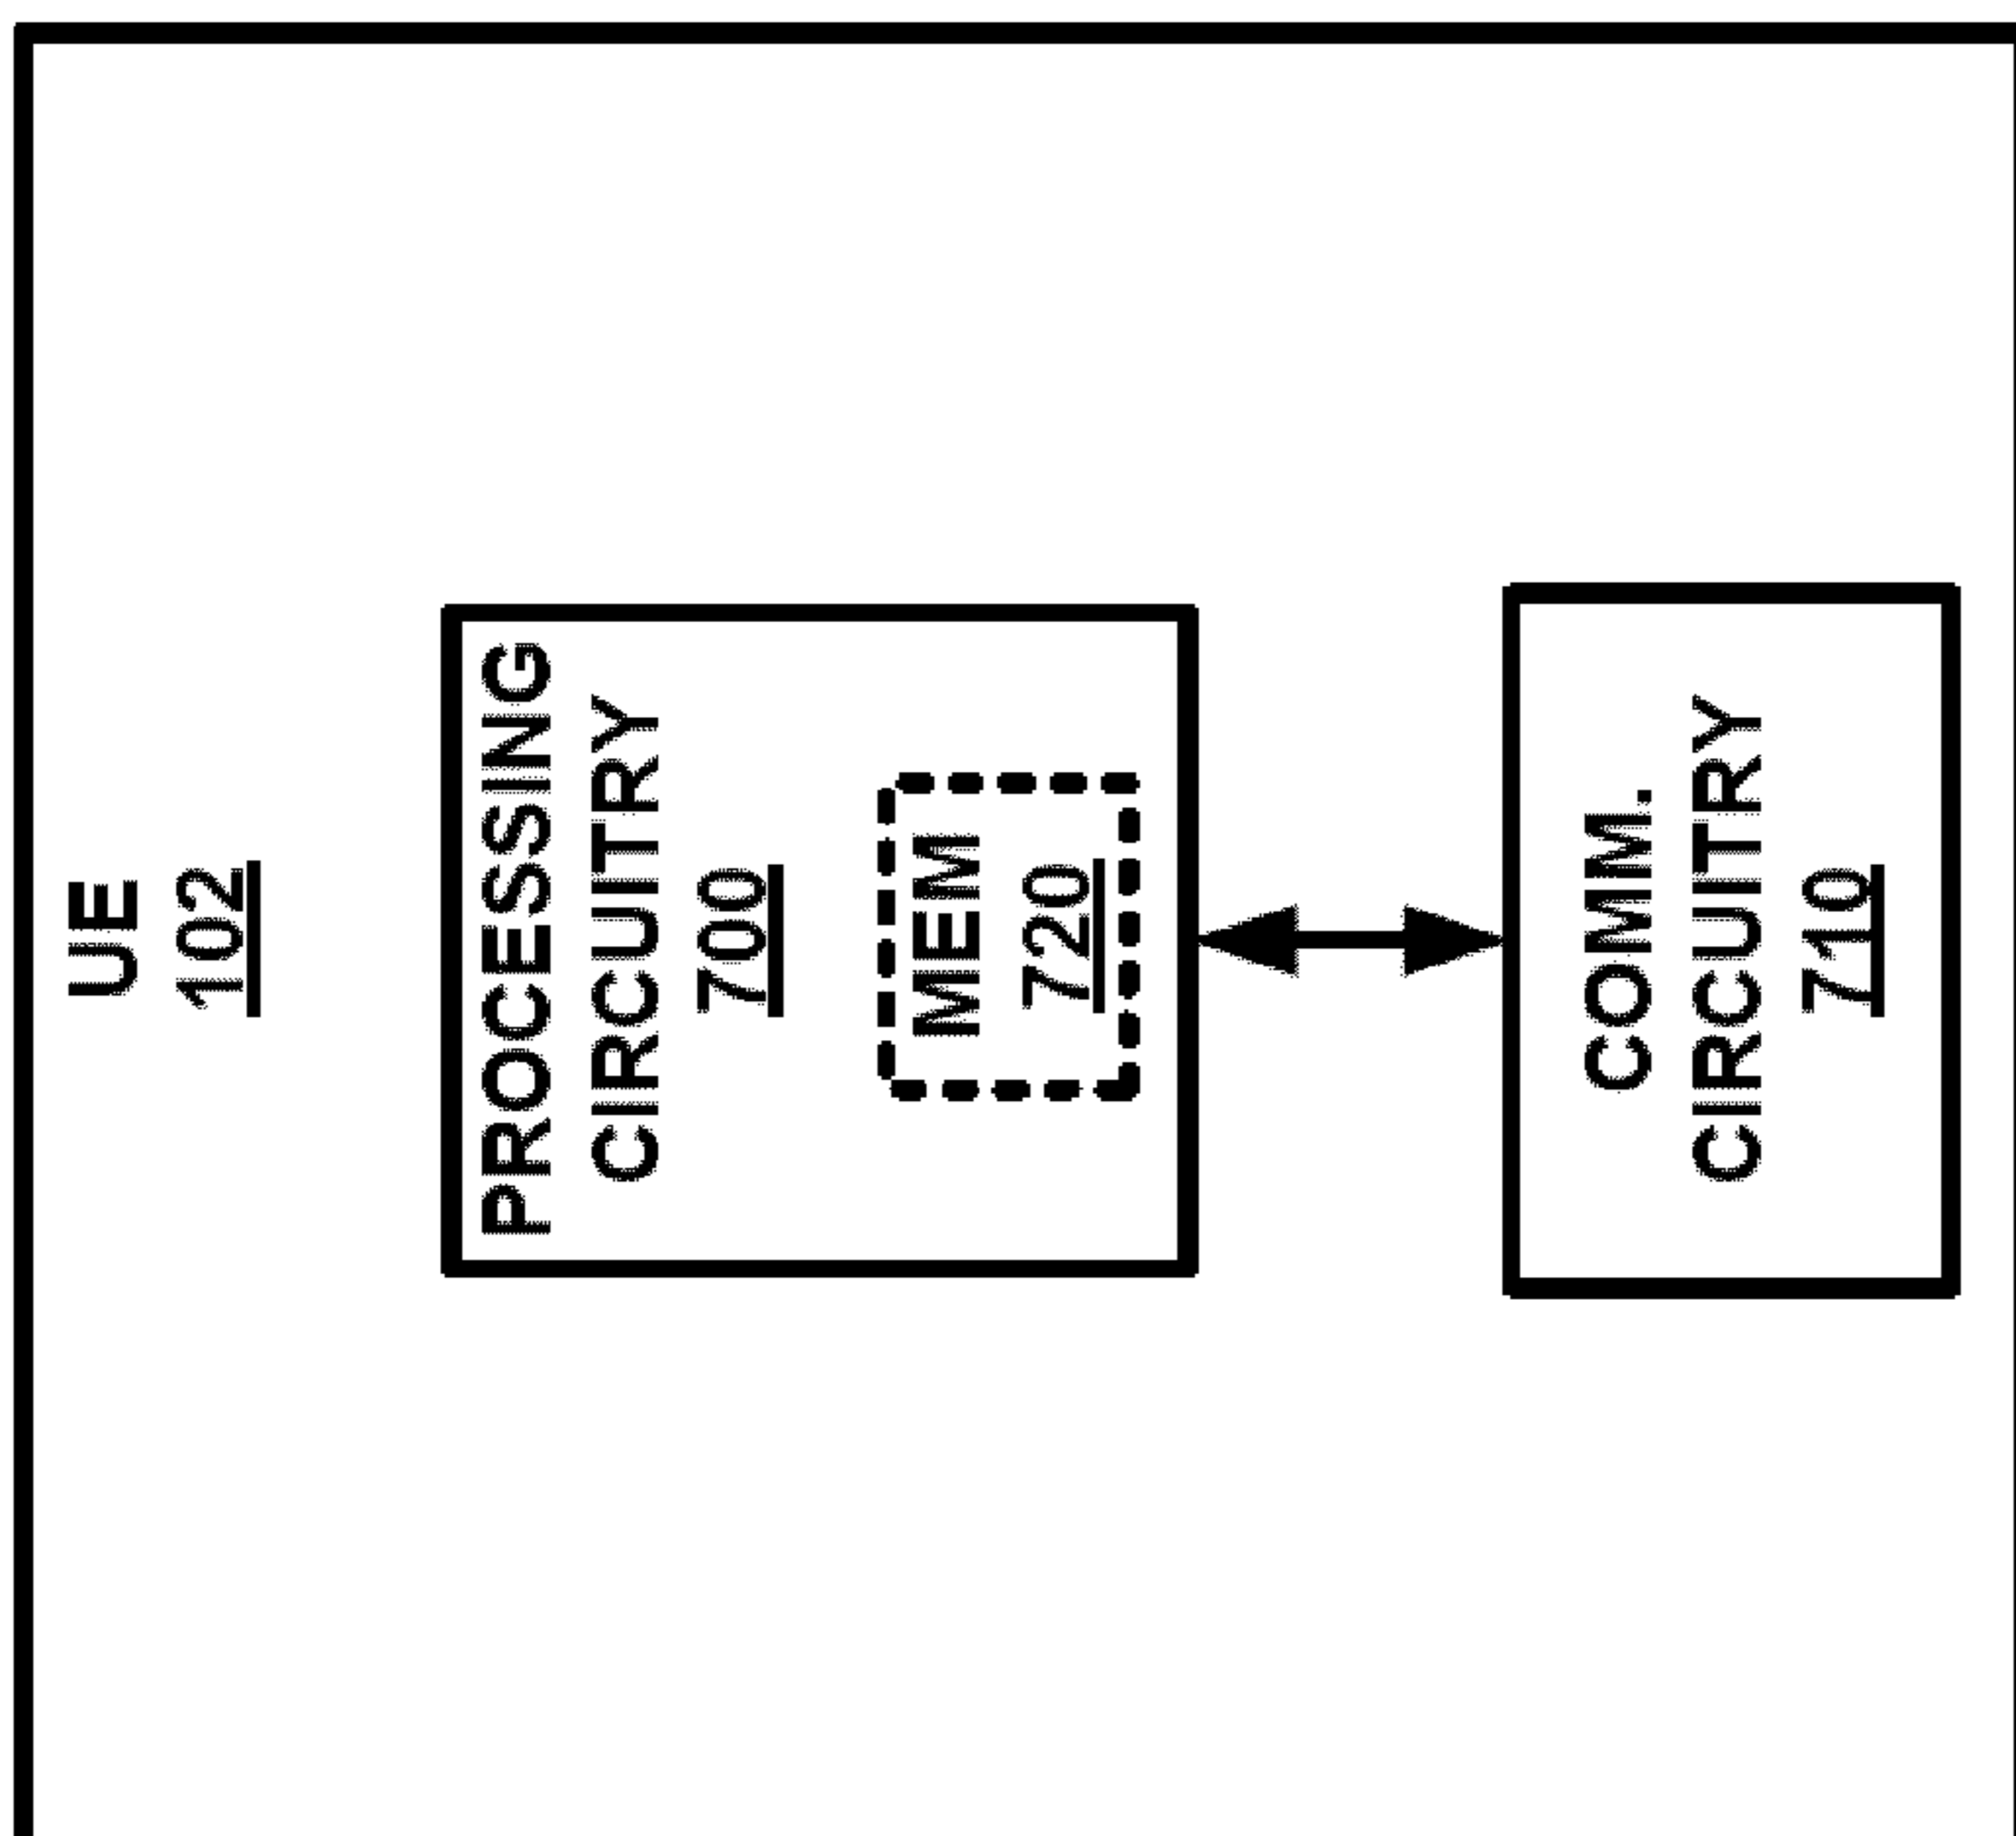 UE
102
PROCESSING
CIRCUITRY
700
MEM
720
COMM.
CIRCUITRY
710